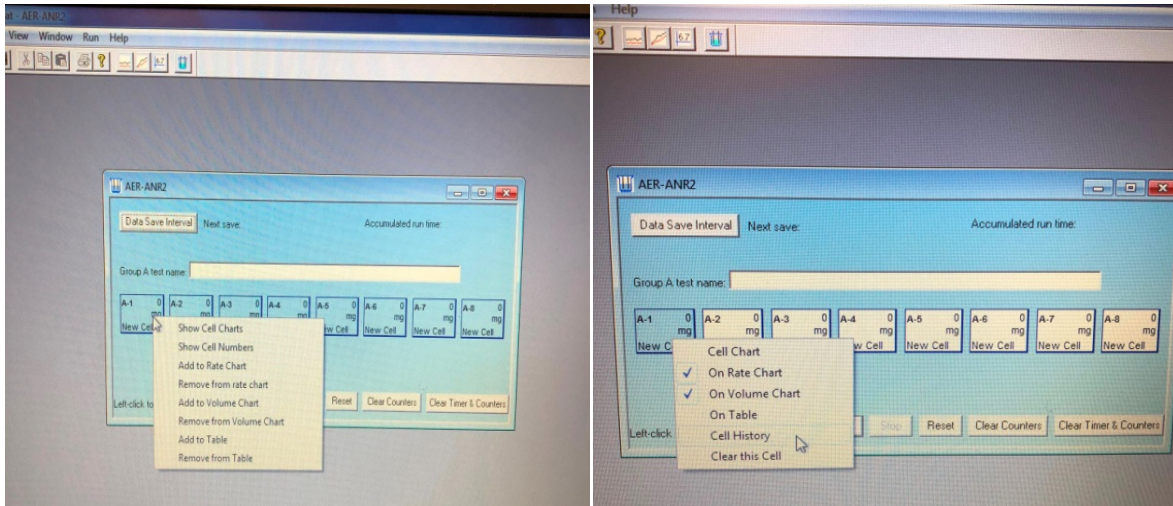 at - AER-ANR2
View Window Run Help
6.7
AER-ANR2
Data Save Interval Next save: Accumulated run time:
Group A test name:
A-1 0 A-2 0 A-3 0 A-4 0 A-5 0 A-6 0 A-7 0 A-8 0
mg mg mg mg mg
New Cell New Cell New Cell New Cell New Cell
Show Cell Charts
Show Cell Numbers
Add to Rate Chart
Remove from rate chart
Add to Volume Chart
Remove from Volume Chart
Add to Table
Remove from Table
Left-click to Reset Clear Counters Clear Timer & Counters
Help
6.7
AER-ANR2
Data Save Interval Next save: Accumulated run time:
Group A test name:
A-1 0 A-2 0 A-3 0 A-4 0 A-5 0 A-6 0 A-7 0 A-8 0
mg mg mg mg mg mg mg mg
New C w Cell New Cell New Cell New Cell New Cell
Cell Chart
On Rate Chart
On Volume Chart
On Table
Cell History
Clear this Cell
Left-click Stop Reset Clear Counters Clear Timer & Counters